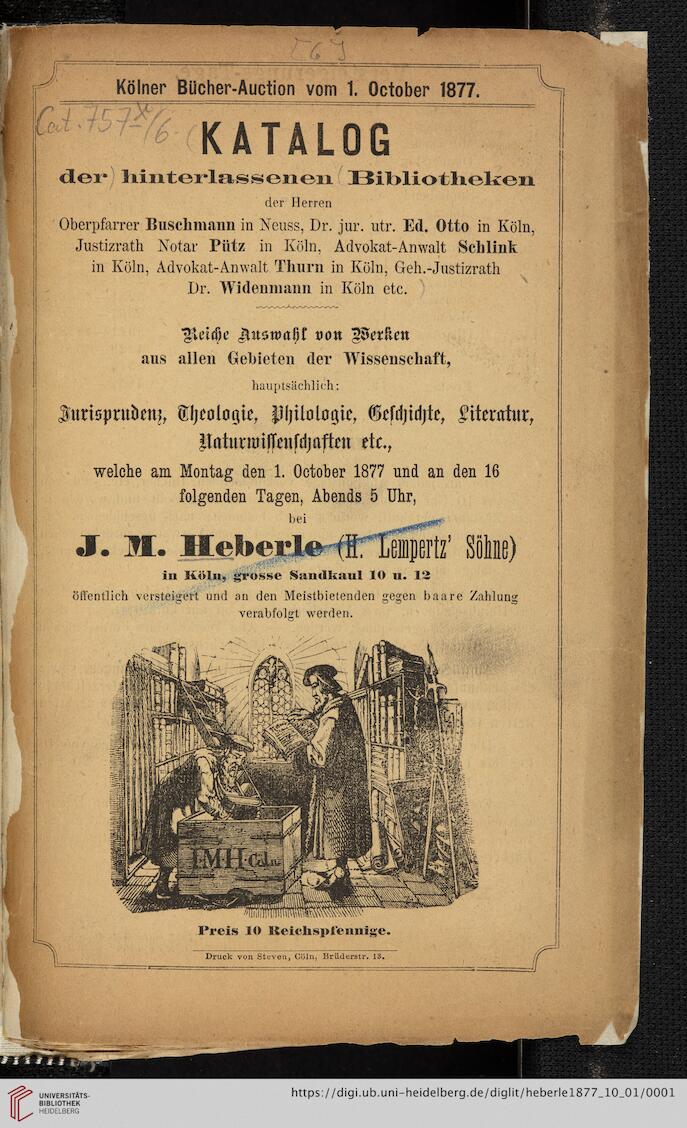 [6]
Kölner Bücher-Auction vom 1. October 1877.
Cat. 757 x/6.
(KATALOG
der) hinterlassenen (Bibliotheken
der Herren
Oberpfarrer Buschmann in Neuss, Dr. jur. utr. Ed. Otto in Köln,
Justizrath Notar Pütz in Köln, Advokat-Anwalt Schlink
in Köln, Advokat-Anwalt Thurn in Köln, Geh.-Justizrath
Dr. Widenmann in Köln etc. )
Reiche Auswahl von Werken
aus allen Gebieten der Wissenschaft,
hauptsächlich:
Jurisprudenz, Theologie, Philologie, Geschichte, Literatur,
Naturwissenschaften etc.,
welche am Montag den 1. October 1877 und an den 16
folgenden Tagen, Abends 5 Uhr,
bei
J. M. Heberle (H. Lempertz' Söhne)
in Köln, grosse Sandkaul 10 u. 12
öffentlich versteigert und an den Meistbietenden gegen baare Zahlung
verabfolgt werden.
I.M.H. Cöln
Preis 10 Reichspfennige.
Druck von Steven, Cöln, Brüderstr. 13.
UNIVERSITÄTS-
BIBLIOTHEK
HEIDELBERG
https://digi.ub.uni-heidelberg.de/diglit/heberle1877_10_01/0001